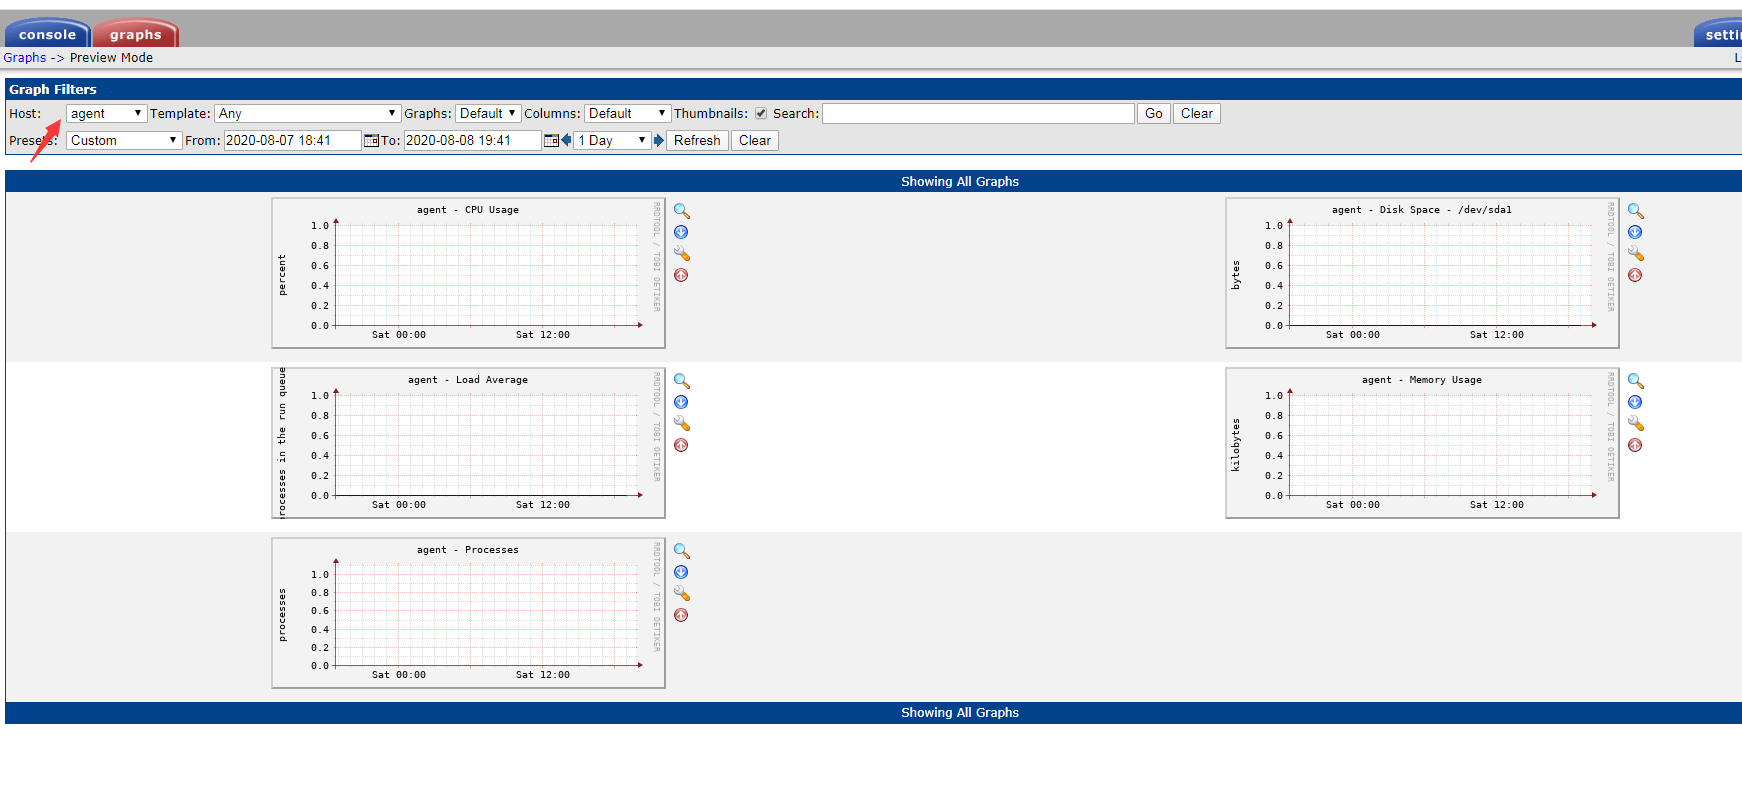 console graphs setti
Graphs -> Preview Mode L
Graph Filters
Host: agent Template: Any Graphs: Default Columns: Default Thumbnails: Search: Go Clear
Presets: Custom From: 2020-08-07 18:41 To: 2020-08-08 19:41 1 Day Refresh Clear
Showing All Graphs
agent - CPU Usage
percent
1.0
0.8
0.6
0.4
0.2
0.0
Sat 00:00 Sat 12:00
RRDTOOL / TOBI OETIKER
agent - Disk Space - /dev/sda1
bytes
1.0
0.8
0.6
0.4
0.2
0.0
Sat 00:00 Sat 12:00
RRDTOOL / TOBI OETIKER
agent - Load Average
rocesses in the run queue
1.0
0.8
0.6
0.4
0.2
0.0
Sat 00:00 Sat 12:00
RRDTOOL / TOBI OETIKER
agent - Memory Usage
kilobytes
1.0
0.8
0.6
0.4
0.2
0.0
Sat 00:00 Sat 12:00
RRDTOOL / TOBI OETIKER
agent - Processes
processes
1.0
0.8
0.6
0.4
0.2
0.0
Sat 00:00 Sat 12:00
RRDTOOL / TOBI OETIKER
Showing All Graphs